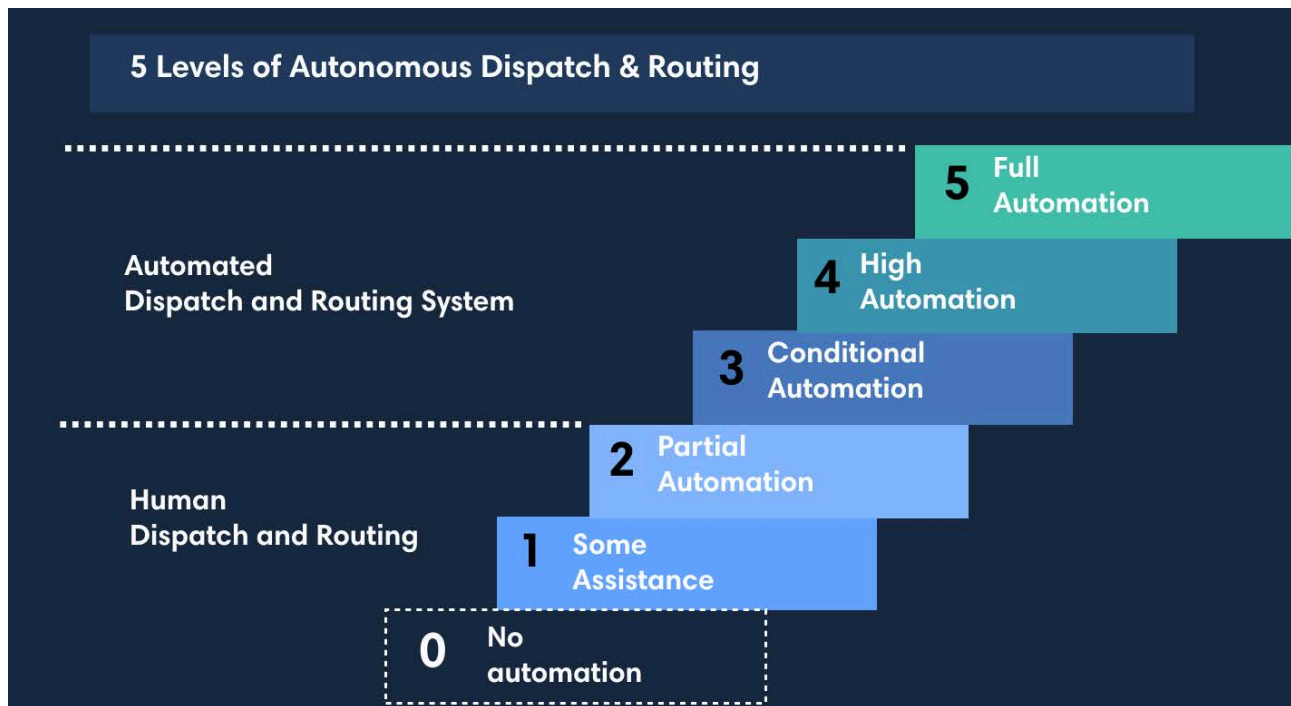 5 Levels of Autonomous Dispatch & Routing
5
Full
Automation
Automated
Dispatch and Routing System
4
High
Automation
3
Conditional
Automation
2
Partial
Automation
Human
Dispatch and Routing
1
Some
Assistance
0
No
automation